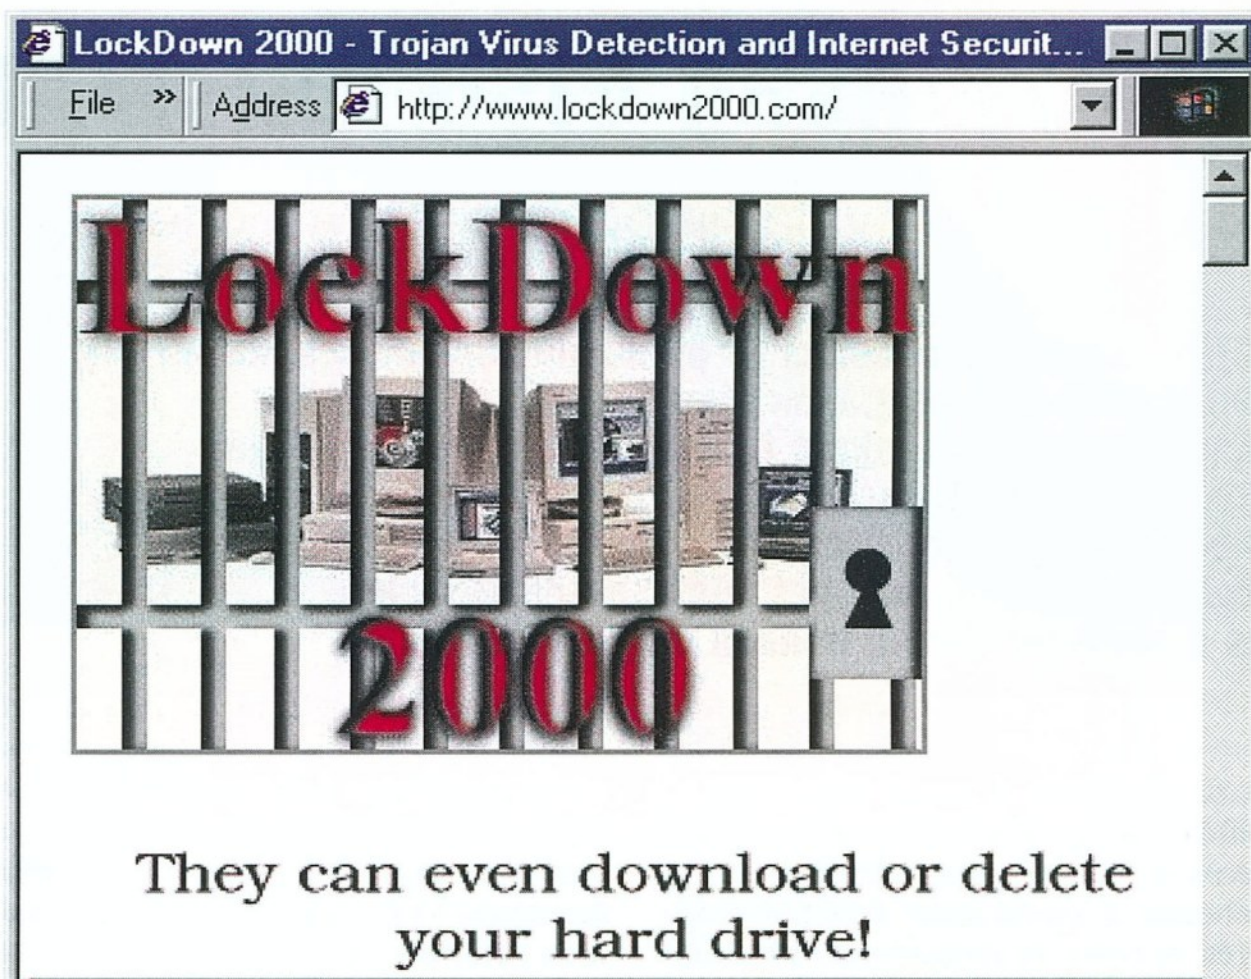 LockDown 2000 - Trojan Virus Detection and Internet Securit...
File » Address http://www.lockdown2000.com/
LockDown
2000
They can even download or delete
your hard drive!